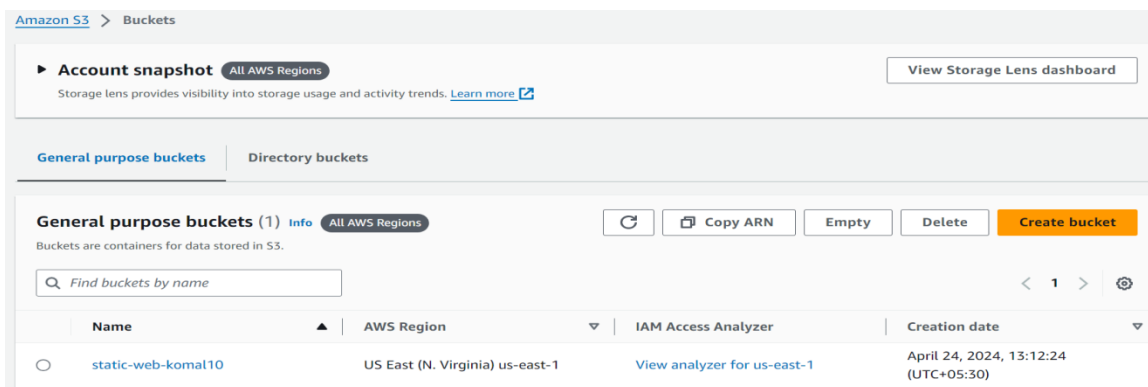 Amazon S3 > Buckets
Account snapshot All AWS Regions View Storage Lens dashboard
Storage lens provides visibility into storage usage and activity trends. Learn more
General purpose buckets Directory buckets
General purpose buckets (1) Info All AWS Regions Copy ARN Empty Delete Create bucket
Buckets are containers for data stored in S3.
Find buckets by name < 1 >
Name AWS Region IAM Access Analyzer Creation date
static-web-komal10 US East (N. Virginia) us-east-1 View analyzer for us-east-1 April 24, 2024, 13:12:24
(UTC+05:30)